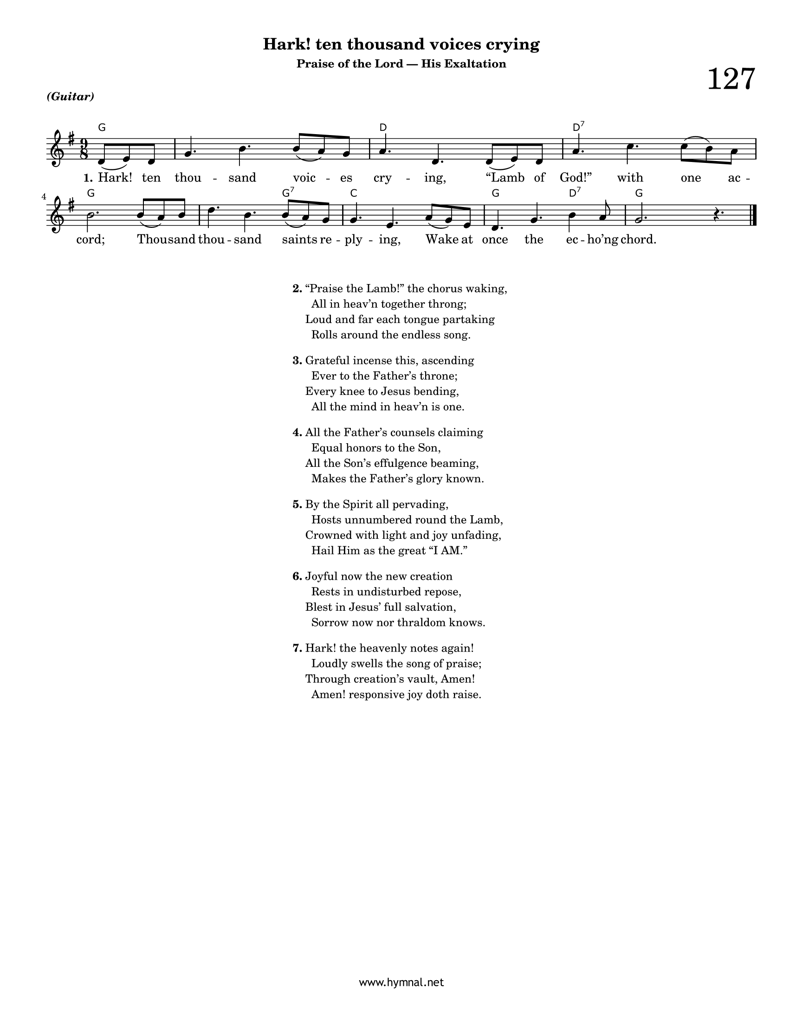 Hark! ten thousand voices crying
Praise of the Lord — His Exaltation
127
(Guitar)
G D D7
9 8
1. Hark! ten thou - sand voic - es cry - ing, “Lamb of God!” with one ac -
4
G G7 C G D7 G
cord; Thousand thou - sand saints re - ply - ing, Wake at once the ec - ho’ng chord.
2. “Praise the Lamb!” the chorus waking,
All in heav’n together throng;
Loud and far each tongue partaking
Rolls around the endless song.
3. Grateful incense this, ascending
Ever to the Father’s throne;
Every knee to Jesus bending,
All the mind in heav’n is one.
4. All the Father’s counsels claiming
Equal honors to the Son,
All the Son’s effulgence beaming,
Makes the Father’s glory known.
5. By the Spirit all pervading,
Hosts unnumbered round the Lamb,
Crowned with light and joy unfading,
Hail Him as the great “I AM.”
6. Joyful now the new creation
Rests in undisturbed repose,
Blest in Jesus’ full salvation,
Sorrow now nor thraldom knows.
7. Hark! the heavenly notes again!
Loudly swells the song of praise;
Through creation’s vault, Amen!
Amen! responsive joy doth raise.
www.hymnal.net